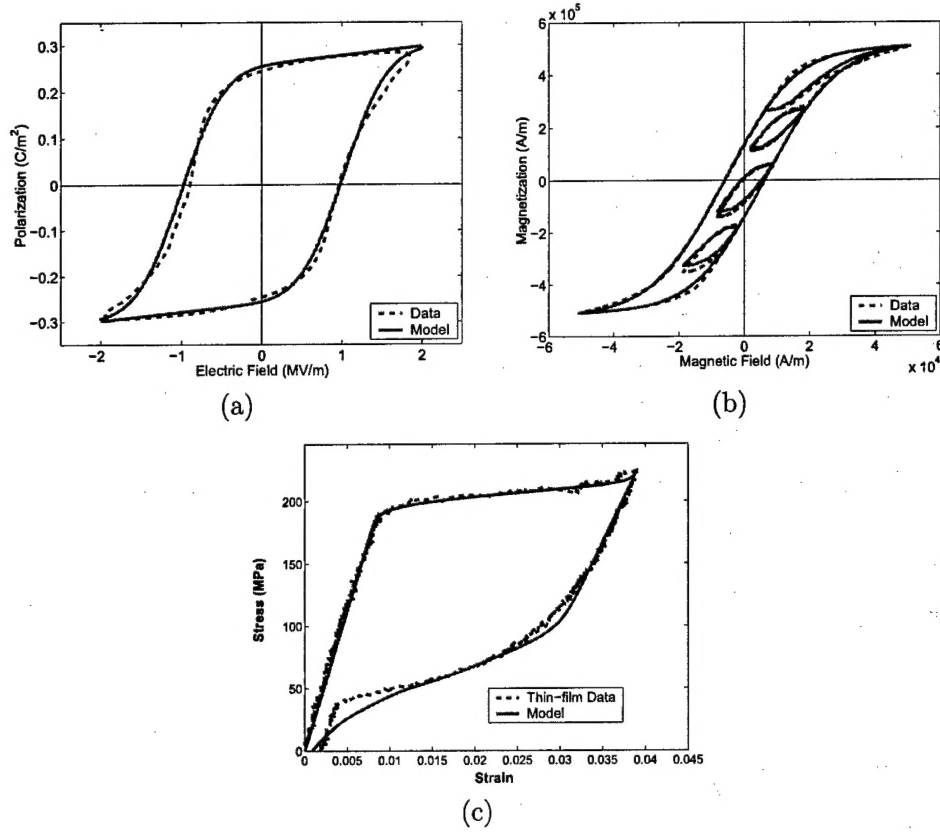 0.3
0.2
0.1
0
−0.1
−0.2
−0.3
Polarization (C/m²)
−2 −1 0 1 2
Electric Field (MV/m)
Data
Model
(a)
6 x 10⁵
4
2
0
−2
−4
−6
Magnetization (A/m)
−6 −4 −2 0 2 4 6
x 10⁴
Magnetic Field (A/m)
Data
Model
(b)
200
150
100
50
0
Stress (MPa)
0 0.005 0.01 0.015 0.02 0.025 0.03 0.035 0.04 0.045
Strain
Thin−film Data
Model
(c)